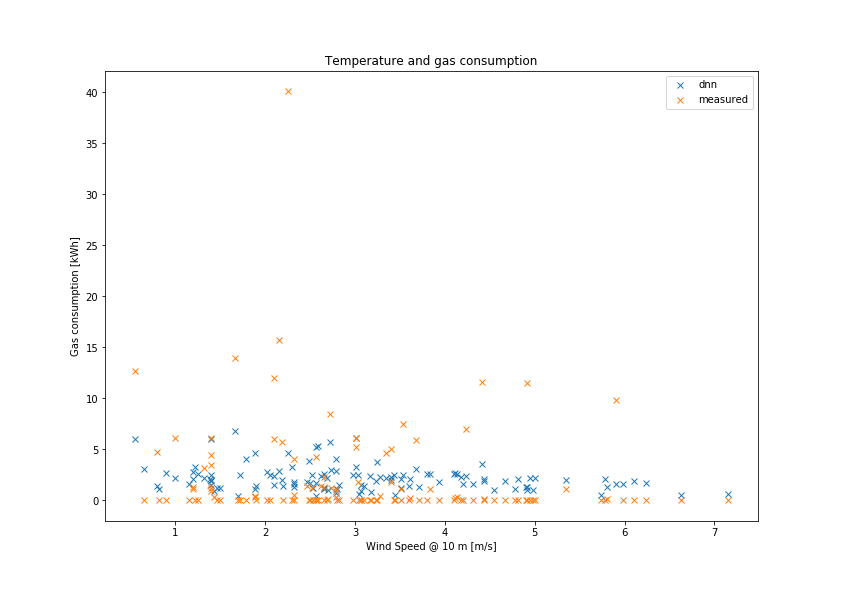 Temperature and gas consumption
dnn
measured
40
35
30
25
20
15
10
5
0
Gas consumption [kWh]
1 2 3 4 5 6 7
Wind Speed @ 10 m [m/s]